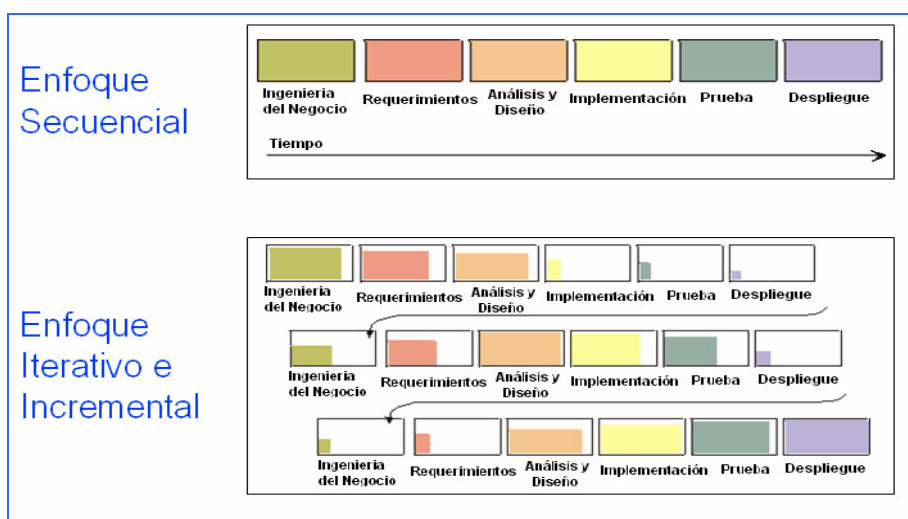 Enfoque
Secuencial
Ingenieria
del Negocio
Requerimientos
Análisis y
Diseño
Implementación
Prueba
Despliegue
Tiempo
Enfoque
Iterativo e
Incremental
Ingenieria
del Negocio
Requerimientos
Análisis y
Diseño
Implementación
Prueba
Despliegue
Ingenieria
del Negocio
Requerimientos
Análisis y
Diseño
Implementación
Prueba
Despliegue
Ingenieria
del Negocio
Requerimientos
Análisis y
Diseño
Implementación
Prueba
Despliegue